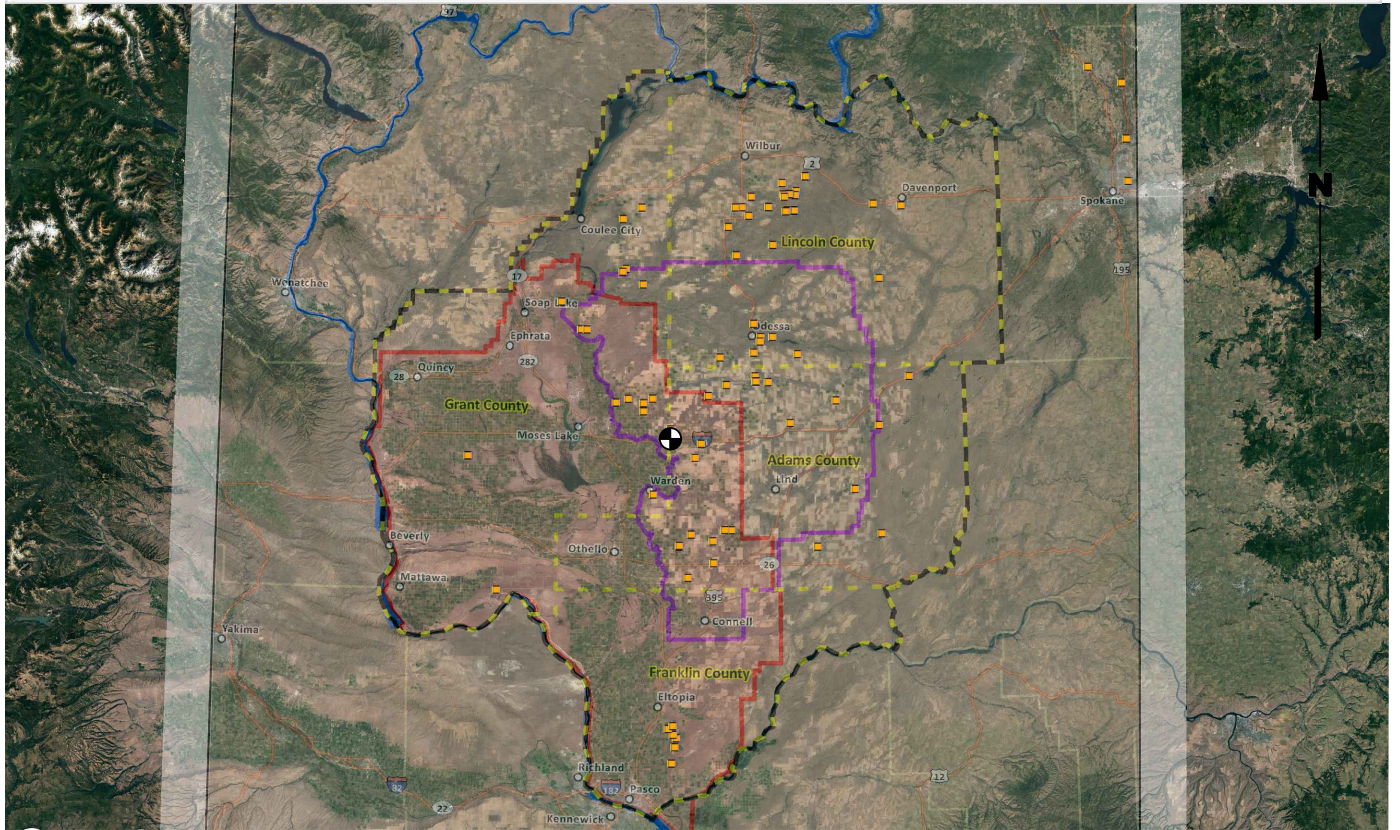 97
Wilbur
2
Davenport
Spokane
N
Coulee City
Lincoln County
195
17
Wenatchee
Soap Lake
Odessa
Ephrata
282
28
Quincy
Grant County
Moses Lake
Adams County
Warden
Lind
Beverly
Othello
26
Mattawa
395
Connell
Yakima
Franklin County
Eltopia
Richland
12
82
182
Pasco
22
Kennewick